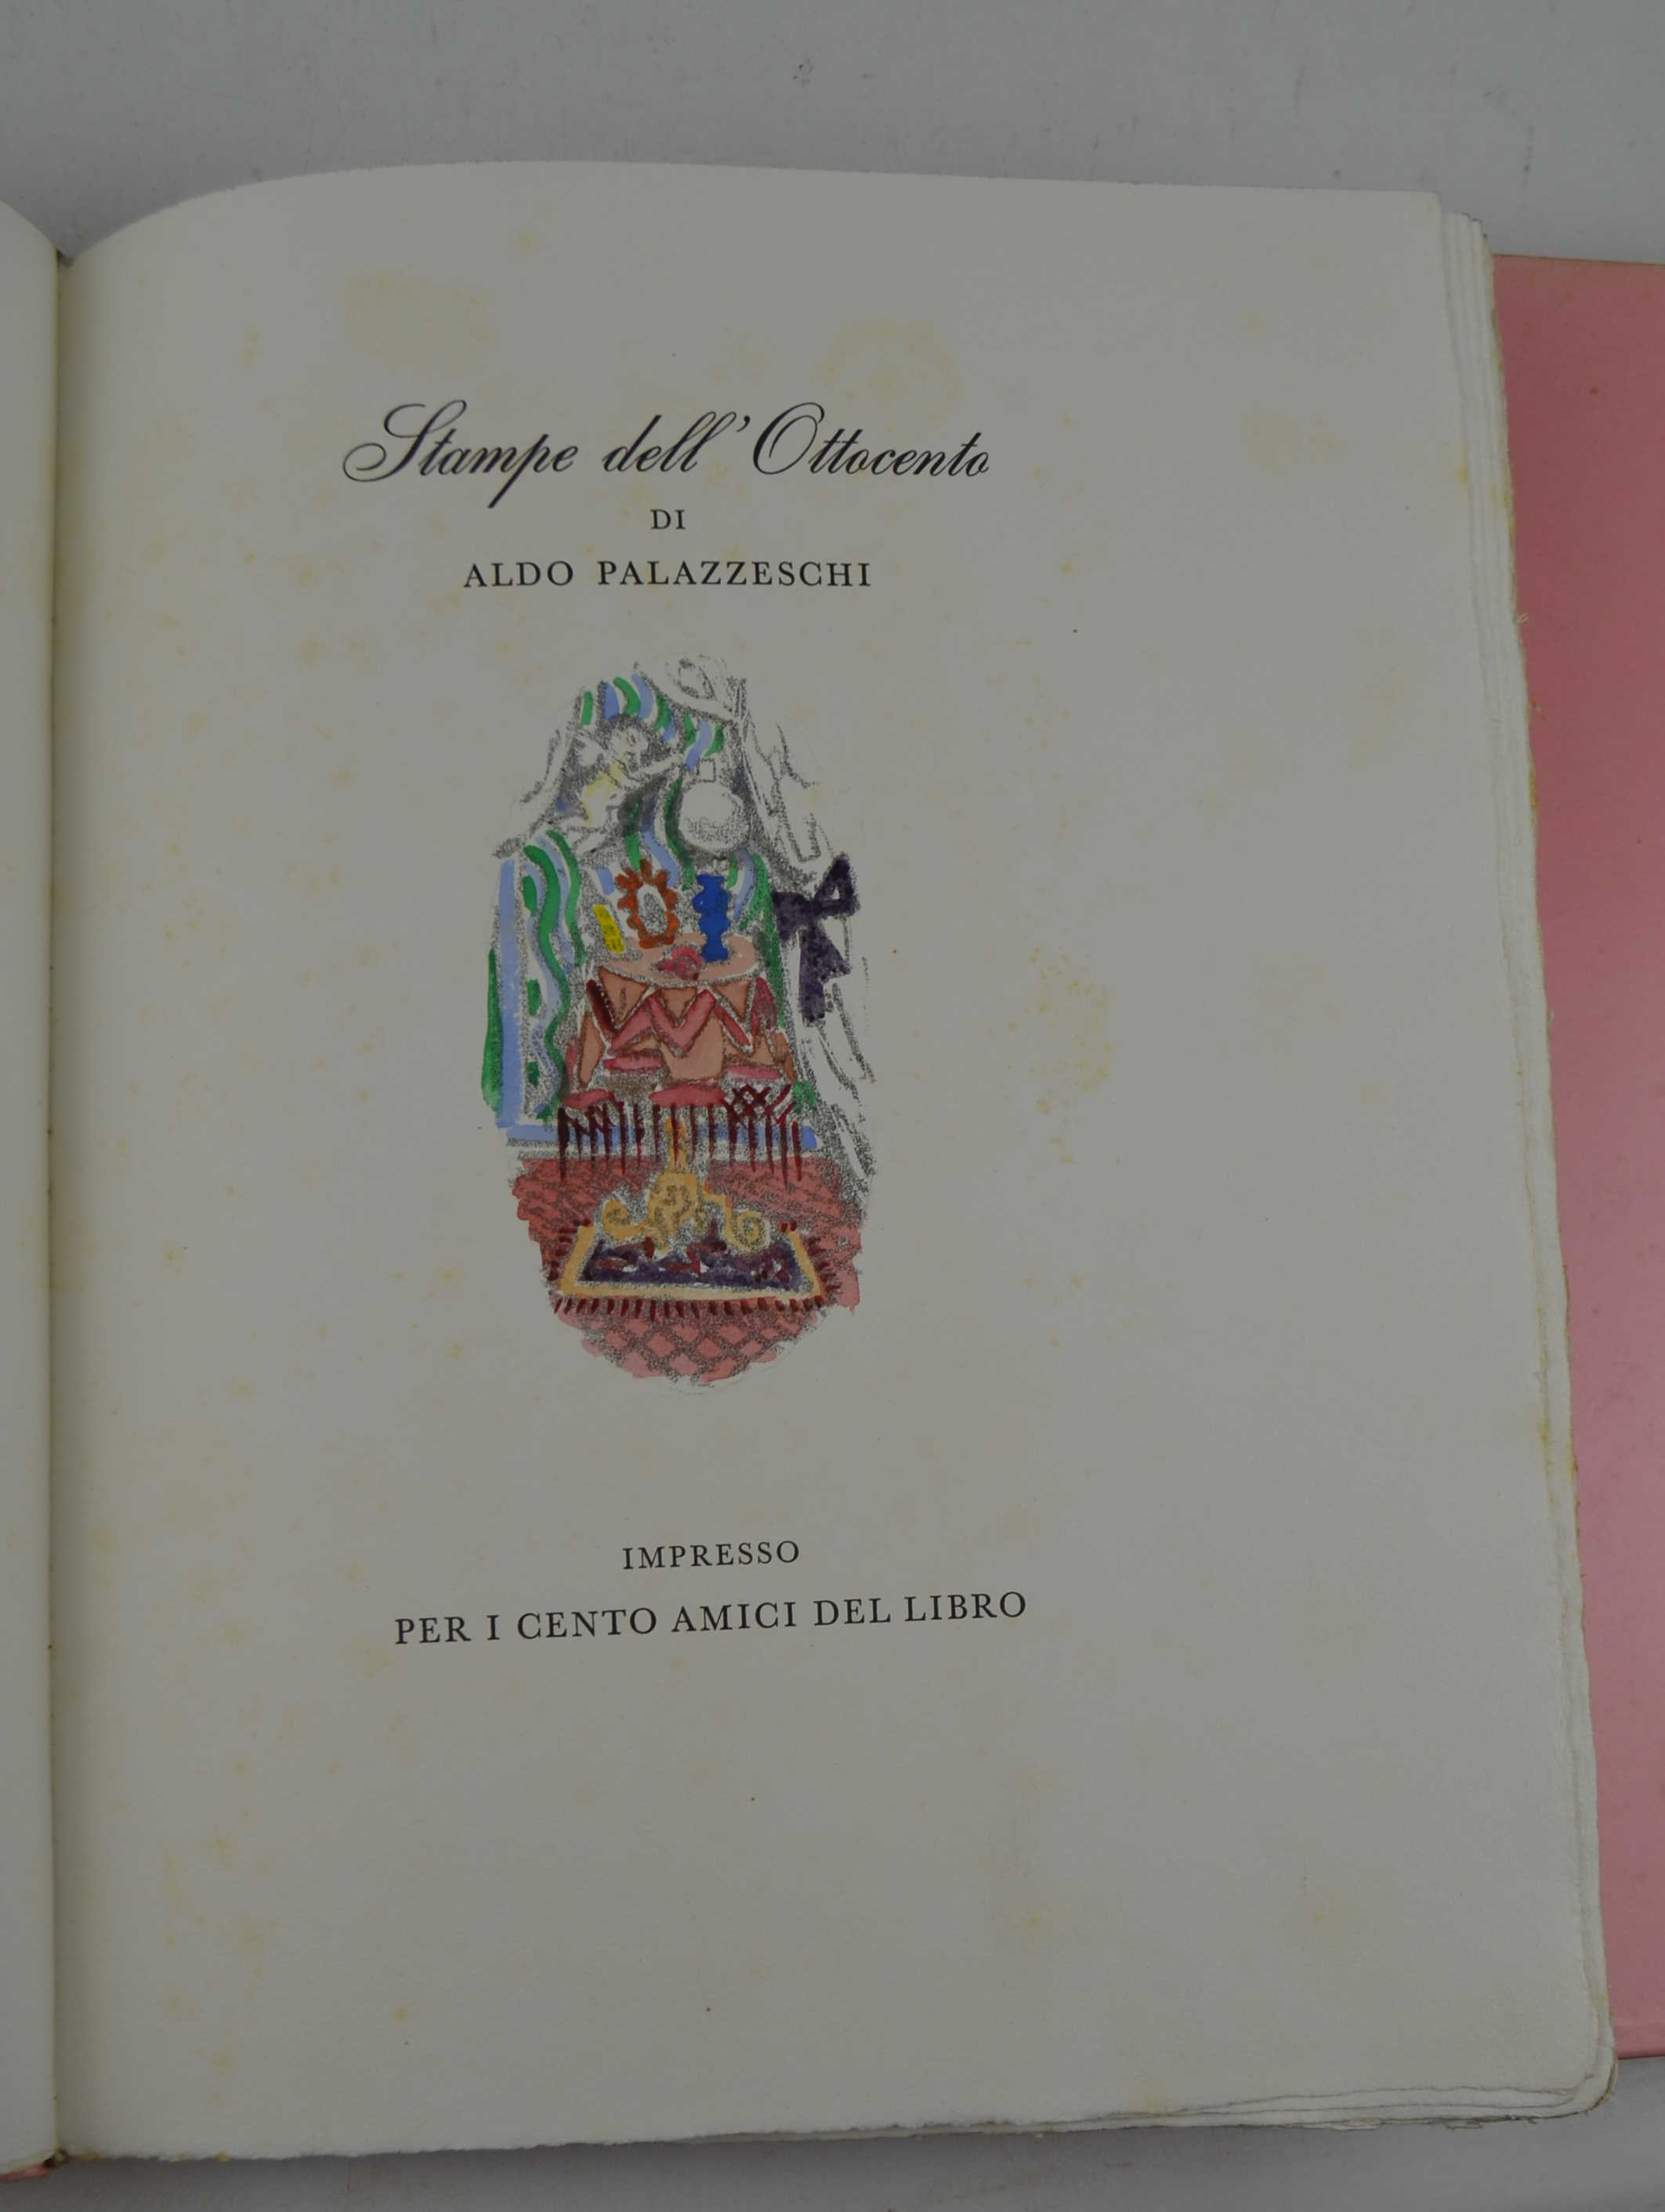 Stampe dell' Ottocento
DI
ALDO PALAZZESCHI
IMPRESSO
PER I CENTO AMICI DEL LIBRO